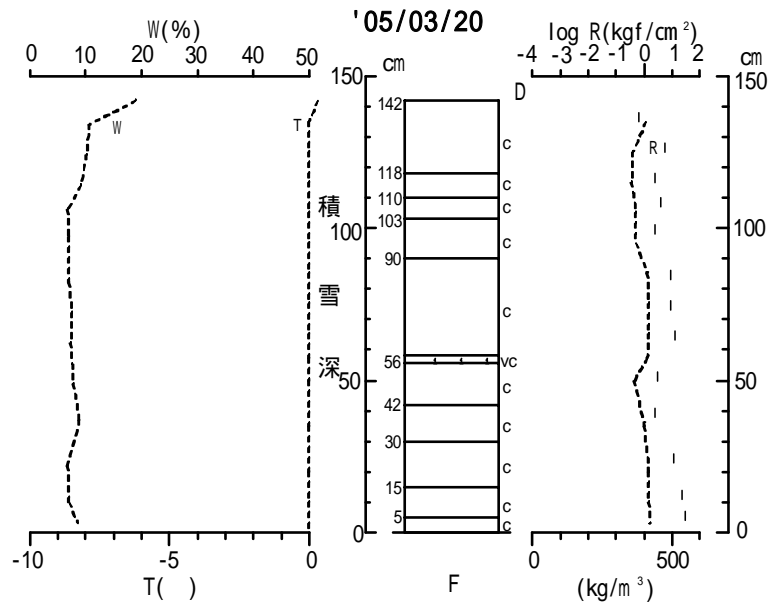 '05/03/20
W(%)
0 10 20 30 40 50
log R(kgf/cm²)
-4 -3 -2 -1 0 1 2
cm
150
100
50
0
cm
150
100
50
0
積
雪
深
W
T
D
R
142
118
110
103
90
56
42
30
15
5
c
c
c
c
c
vc
c
c
c
c
c
-10 -5 0
T( )
F
0 500
(kg/m³)